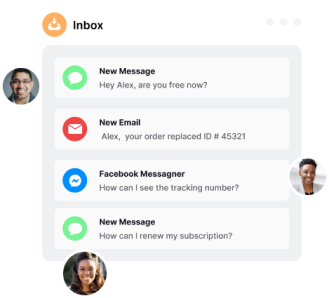 Inbox
New Message
Hey Alex, are you free now?
New Email
Alex, your order replaced ID # 45321
Facebook Messagner
How can I see the tracking number?
New Message
How can I renew my subscription?